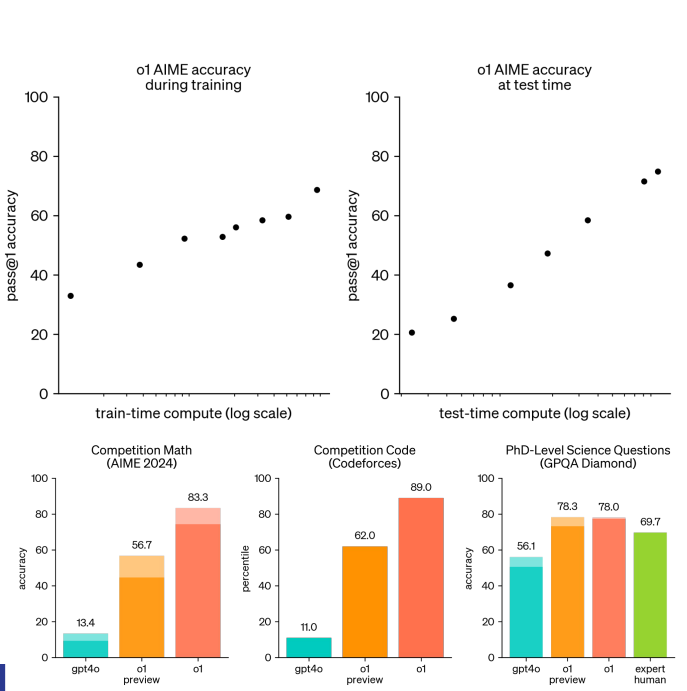 o1 AIME accuracy
during training
100
80
60
40
20
0
pass@1 accuracy
train-time compute (log scale)
o1 AIME accuracy
at test time
100
80
60
40
20
0
pass@1 accuracy
test-time compute (log scale)
Competition Math
(AIME 2024)
100
80
60
40
20
0
accuracy
13.4
56.7
83.3
gpt4o
o1
preview
o1
Competition Code
(Codeforces)
100
80
60
40
20
0
percentile
11.0
62.0
89.0
gpt4o
o1
preview
o1
PhD-Level Science Questions
(GPQA Diamond)
100
80
60
40
20
0
accuracy
56.1
78.3
78.0
69.7
gpt4o
o1
preview
o1
expert
human